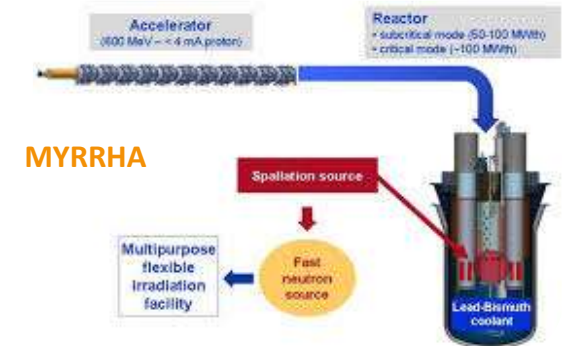 Accelerator
(600 MeV – < 4 mA proton)
Reactor
• subcritical mode (50-100 MWth)
• critical mode (~100 MWth)
MYRRHA
Spallation source
Multipurpose
flexible
irradiation
facility
Fast
neutron
source
Lead-Bismuth
coolant